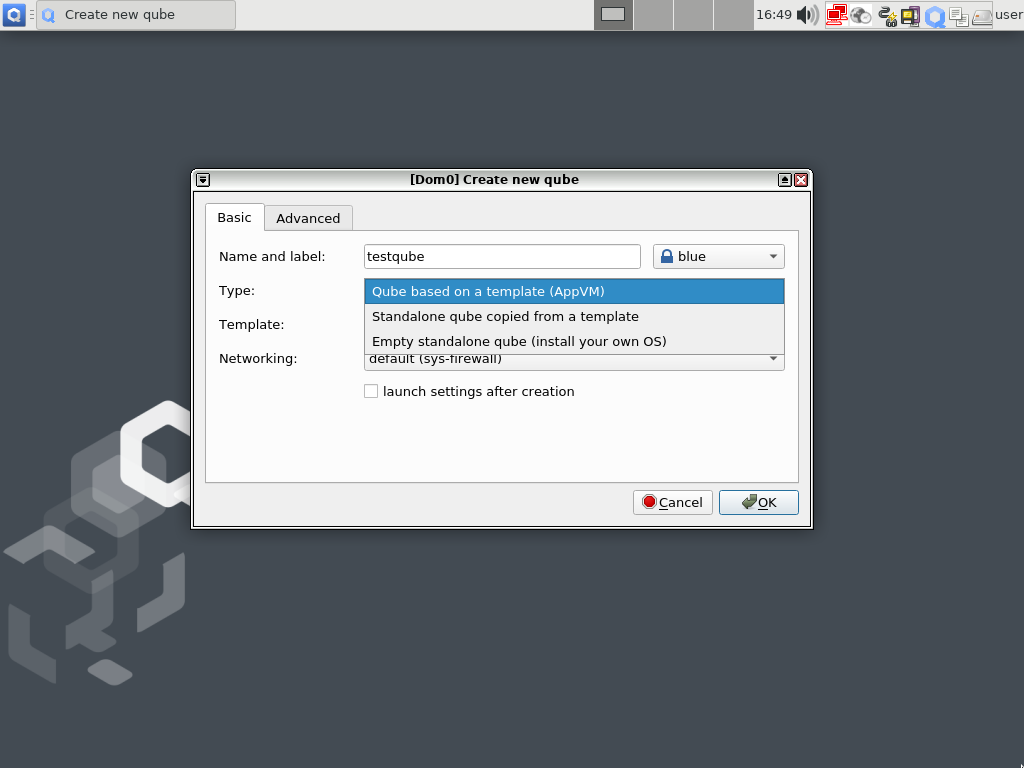 Create new qube
16:49
user
[Dom0] Create new qube
Basic
Advanced
Name and label:
testqube
blue
Type:
Qube based on a template (AppVM)
Standalone qube copied from a template
Template:
Empty standalone qube (install your own OS)
Networking:
default (sys-firewall)
launch settings after creation
Cancel
OK